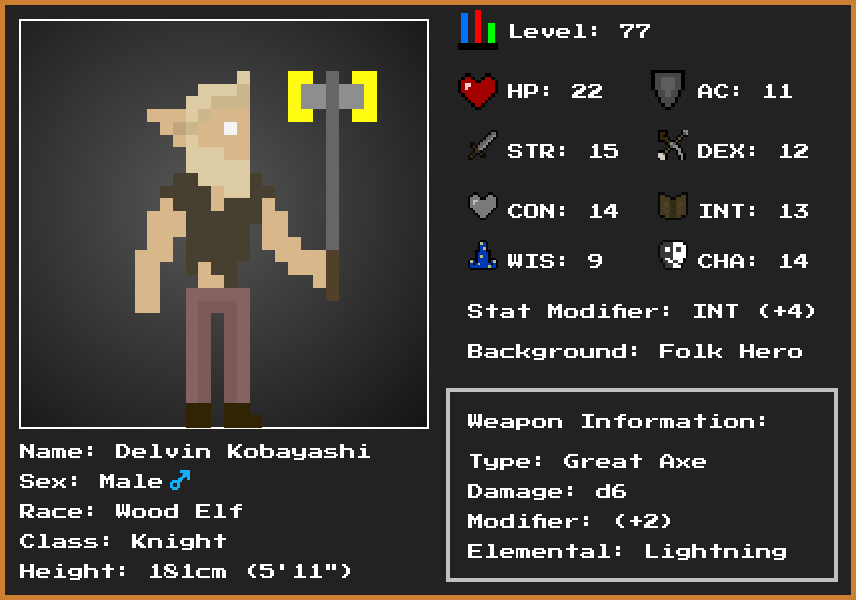 Level: 77
HP: 22 AC: 11
STR: 15 DEX: 12
CON: 14 INT: 13
WIS: 9 CHA: 14
Stat Modifier: INT (+4)
Background: Folk Hero
Weapon Information:
Type: Great Axe
Damage: d6
Modifier: (+2)
Elemental: Lightning
Name: Delvin Kobayashi
Sex: Male ♂
Race: Wood Elf
Class: Knight
Height: 181cm (5'11")